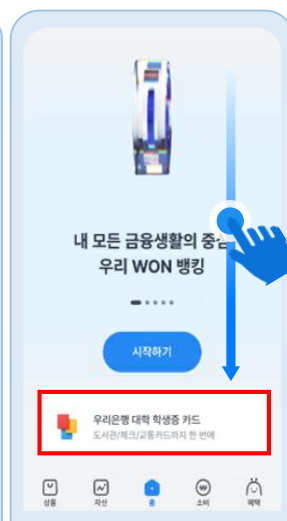 내 모든 금융생활의 중심
우리 WON 뱅킹
시작하기
우리은행 대학 학생증 카드
도서관/체크/교통카드까지 한 번에
상품 자산 홈 소비 혜택